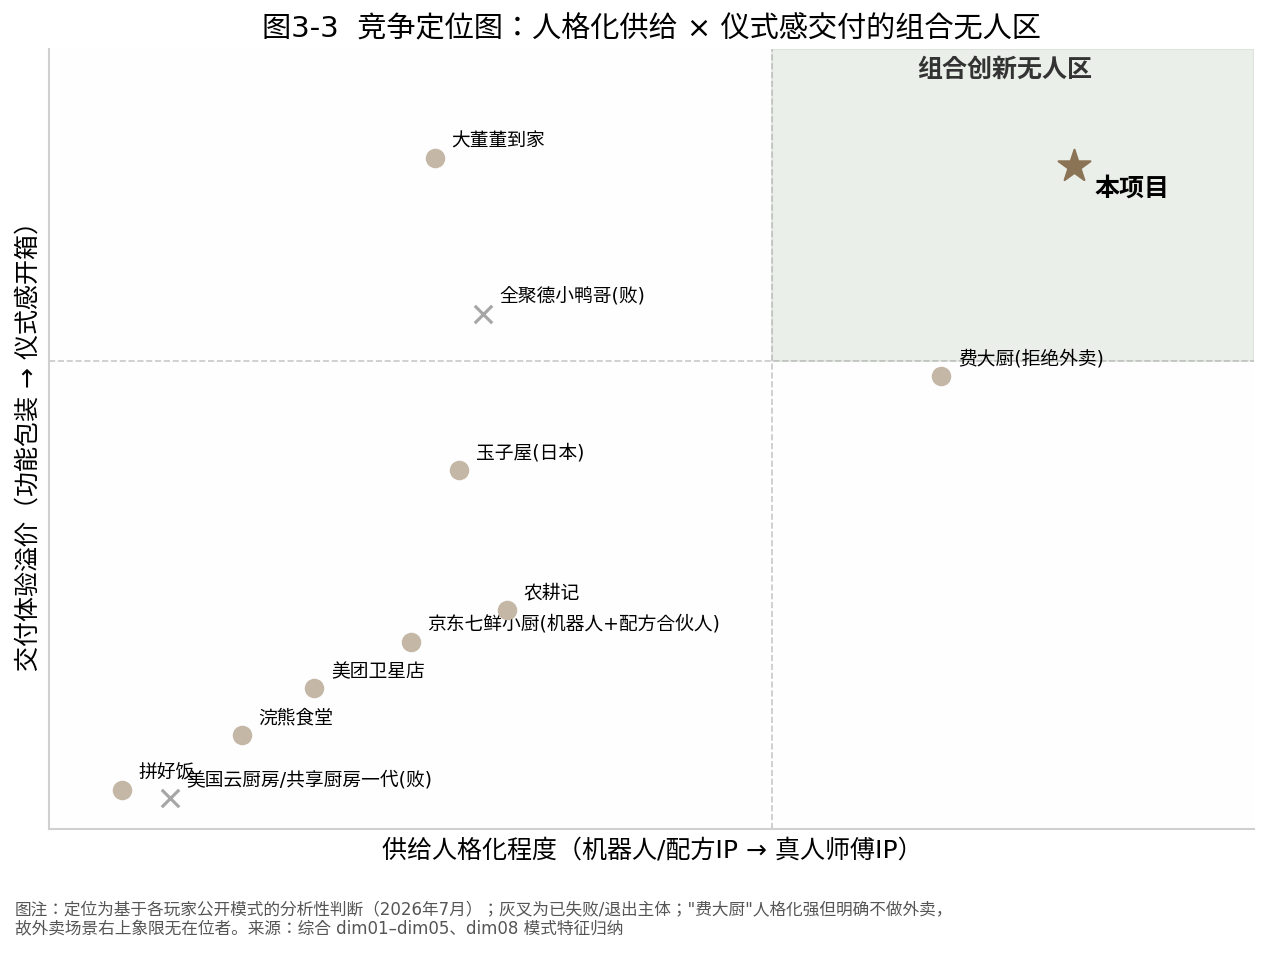 图3-3 竞争定位图：人格化供给 × 仪式感交付的组合无人区
组合创新无人区
大董董到家
本项目
全聚德小鸭哥(败)
费大厨(拒绝外卖)
玉子屋(日本)
农耕记
京东七鲜小厨(机器人+配方合伙人)
美团卫星店
浣熊食堂
拼好饭
美国云厨房/共享厨房一代(败)
交付体验溢价（功能包装 → 仪式感开箱）
供给人格化程度（机器人/配方IP → 真人师傅IP）
图注：定位为基于各玩家公开模式的分析性判断（2026年7月）；灰叉为已失败/退出主体；"费大厨"人格化强但明确不做外卖，
故外卖场景右上象限无在位者。来源：综合 dim01–dim05、dim08 模式特征归纳